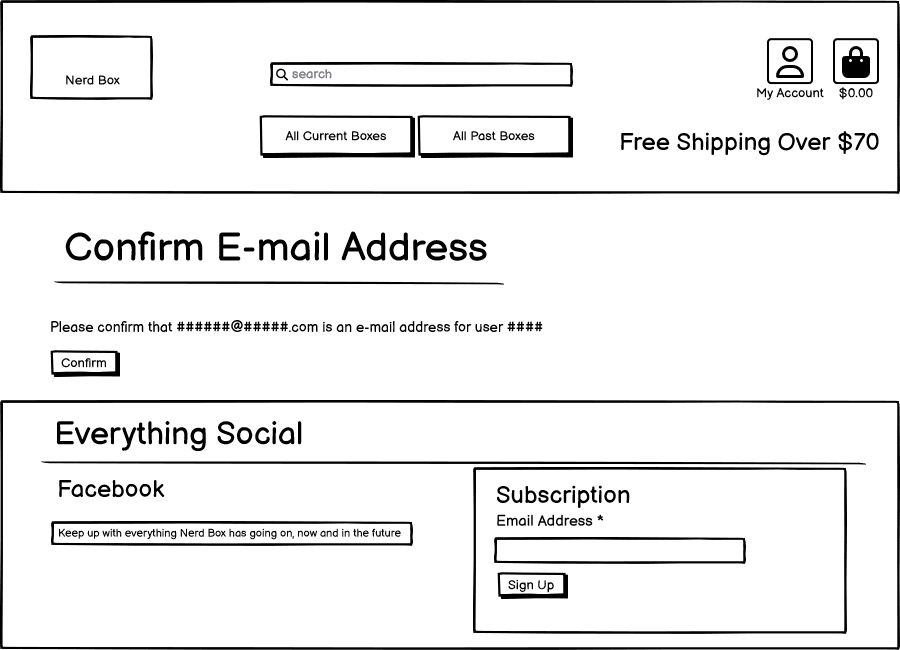 Nerd Box
search
My Account
$0.00
All Current Boxes
All Past Boxes
Free Shipping Over $70
Confirm E-mail Address
Please confirm that ######@#####.com is an e-mail address for user ####
Confirm
Everything Social
Facebook
Keep up with everything Nerd Box has going on, now and in the future
Subscription
Email Address *
Sign Up